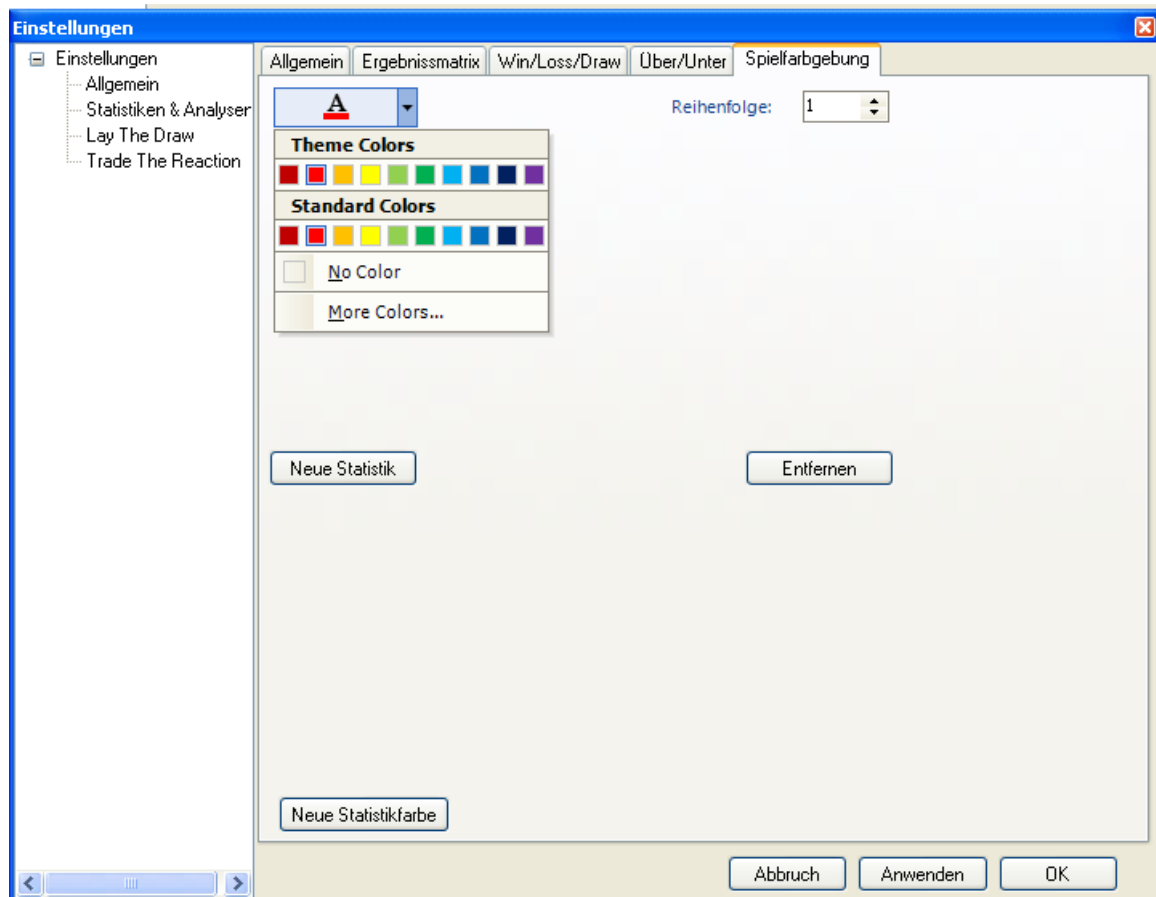 Einstellungen
Einstellungen
Allgemein
Statistiken & Analyser
Lay The Draw
Trade The Reaction
Allgemein
Ergebnissmatrix
Win/Loss/Draw
Über/Unter
Spielfarbgebung
A
Reihenfolge:
1
Theme Colors
Standard Colors
No Color
More Colors...
Neue Statistik
Entfernen
Neue Statistikfarbe
Abbruch
Anwenden
OK